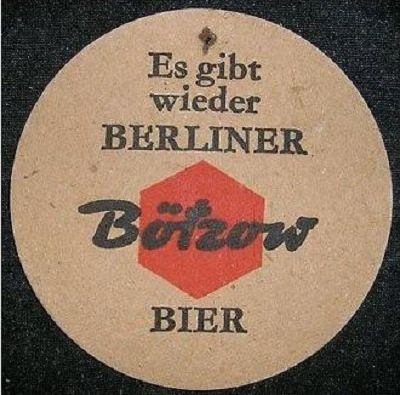 Es gibt
wieder
BERLINER
Bötzow
BIER